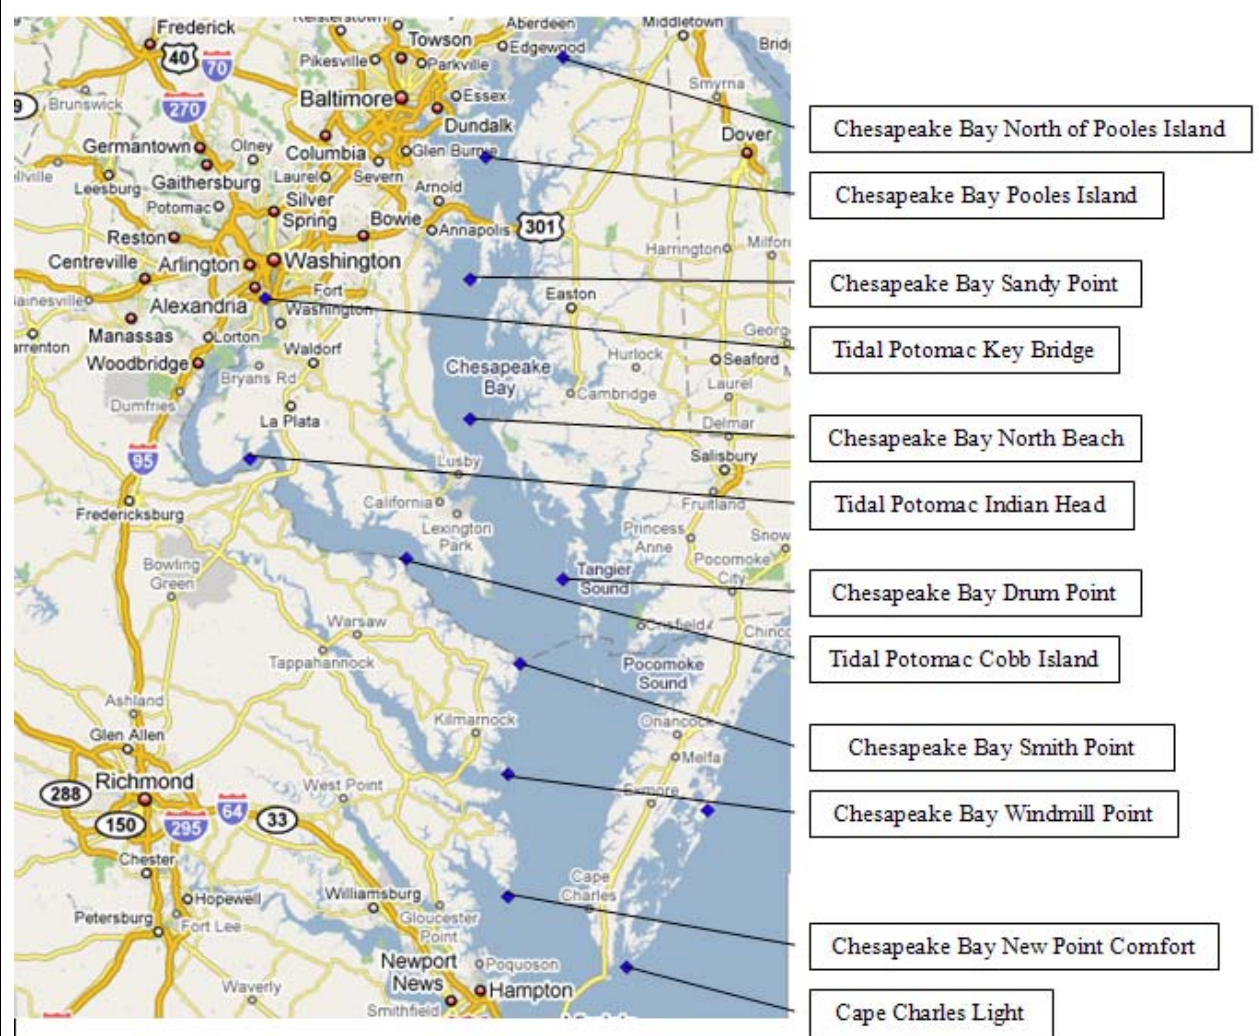 Reisterstown
Frederick
Aberdeen
Middletown
Towson
Edgewood
40
70
Pikesville
Parkville
Smyrna
Brunswick
270
Baltimore
Essex
Chesapeake Bay North of Pooles Island
Dundalk
Dover
Germantown
Olney
Columbia
Glen Burnie
Leesburg
Gaithersburg
Laurel
Severn
Arnold
Chesapeake Bay Pooles Island
Potomac
Silver
Spring
Bowie
Annapolis
301
Reston
Harrington
Centreville
Arlington
Washington
Chesapeake Bay Sandy Point
Alexandria
Fort
Washington
Easton
Manassas
Lorton
Tidal Potomac Key Bridge
Woodbridge
Waldorf
Hurlock
Seaford
Bryans Rd
Chesapeake
Bay
Laurel
Dumfries
La Plata
Cambridge
Delmar
Chesapeake Bay North Beach
95
Lusby
Salisbury
California
Fruitland
Tidal Potomac Indian Head
Fredericksburg
Lexington
Park
Princess
Anne
Snow
Bowling
Green
Tangier
Sound
Pocomoke
City
Chesapeake Bay Drum Point
Warsaw
Crisfield
Tappahannock
Pocomoke
Sound
Tidal Potomac Cobb Island
Ashland
Kilmarnock
Onancock
Glen Allen
Chesapeake Bay Smith Point
Melfa
Richmond
West Point
Exmore
288
64
150
295
33
Chesapeake Bay Windmill Point
Chester
Cape
Charles
Hopewell
Williamsburg
Petersburg
Fort Lee
Gloucester
Point
Chesapeake Bay New Point Comfort
Newport
News
Poquoson
Waverly
Hampton
Smithfield
Cape Charles Light